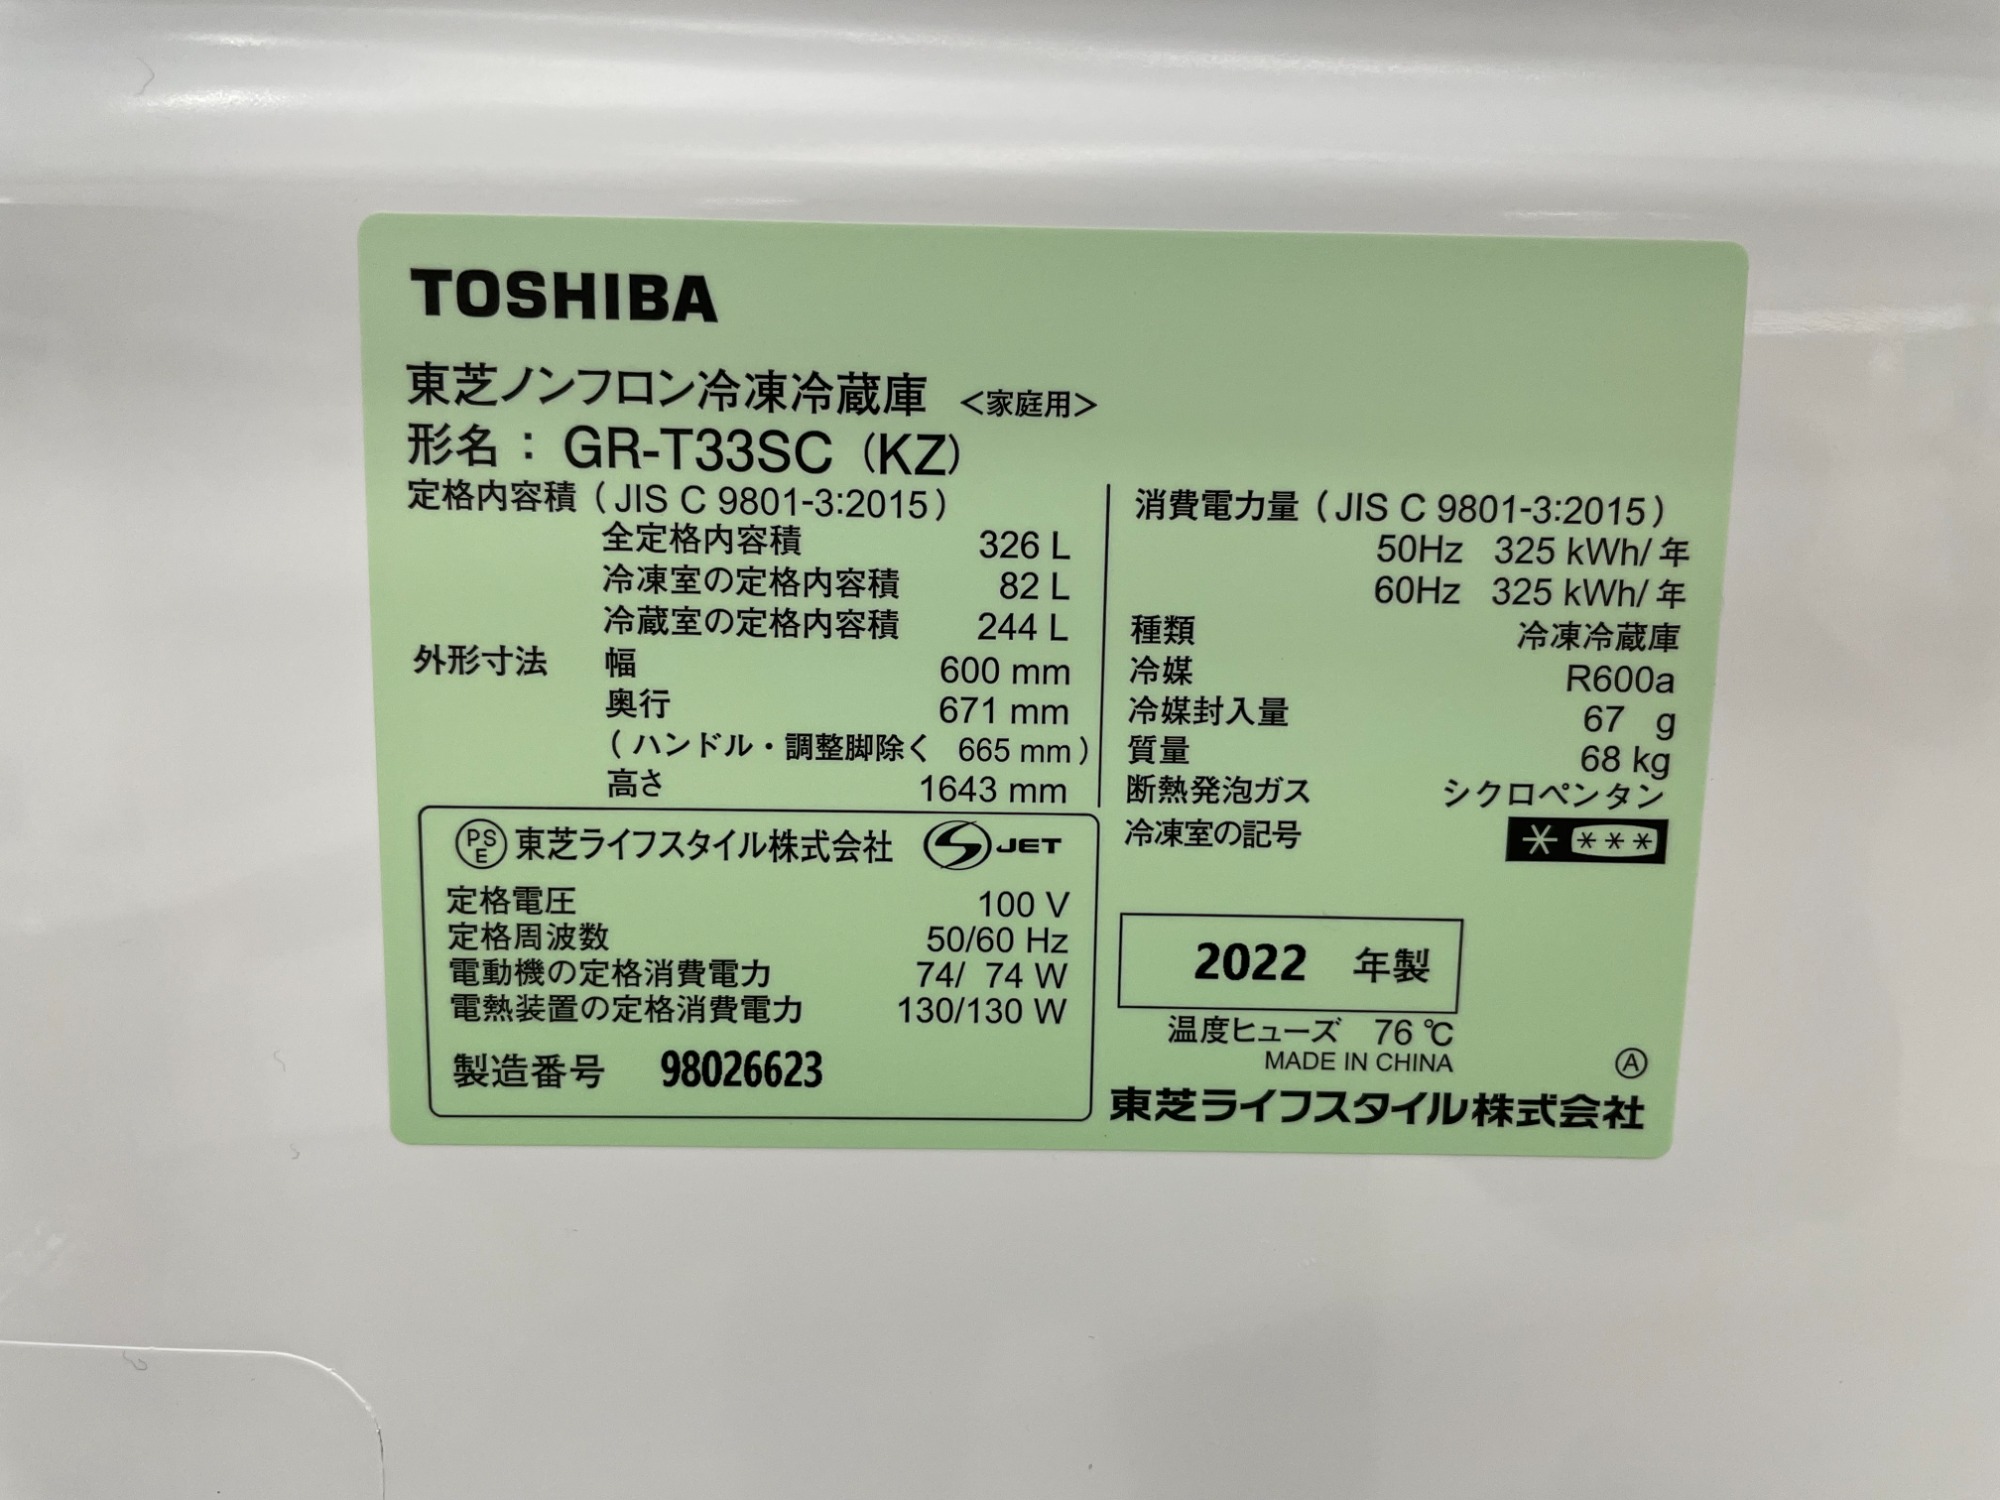 TOSHIBA
東芝ノンフロン冷凍冷蔵庫 <家庭用>
形名： GR-T33SC (KZ)
定格内容積 ( JIS C 9801-3:2015 )
全定格内容積 326 L
冷凍室の定格内容積 82 L
冷蔵室の定格内容積 244 L
外形寸法 幅 600 mm
奥行 671 mm
( ハンドル・調整脚除く 665 mm )
高さ 1643 mm
消費電力量 ( JIS C 9801-3:2015 )
50Hz 325 kWh/ 年
60Hz 325 kWh/ 年
種類 冷凍冷蔵庫
冷媒 R600a
冷媒封入量 67 g
質量 68 kg
断熱発泡ガス シクロペンタン
冷凍室の記号 * ***
PSE 東芝ライフスタイル株式会社 S JET
定格電圧 100 V
定格周波数 50/60 Hz
電動機の定格消費電力 74/ 74 W
電熱装置の定格消費電力 130/130 W
製造番号 98026623
2022 年製
温度ヒューズ 76 ℃
MADE IN CHINA Ⓐ
東芝ライフスタイル株式会社